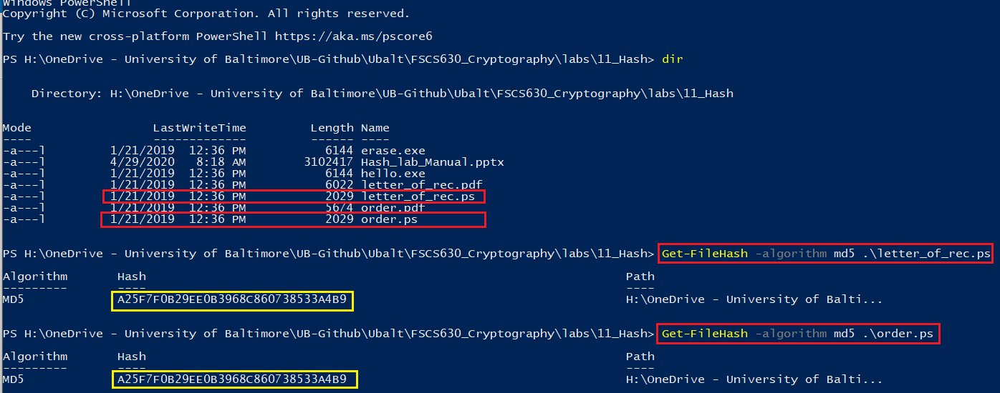 Windows PowerShell
Copyright (C) Microsoft Corporation. All rights reserved.
Try the new cross-platform PowerShell https://aka.ms/pscore6
PS H:\OneDrive - University of Baltimore\UB-Github\Ubalt\FSCS630_Cryptography\labs\11_Hash> dir
Directory: H:\OneDrive - University of Baltimore\UB-Github\Ubalt\FSCS630_Cryptography\labs\11_Hash
Mode LastWriteTime Length Name
---- ------------- ------ ----
-a---l 1/21/2019 12:36 PM 6144 erase.exe
-a---l 4/29/2020 8:18 AM 3102417 Hash_lab_Manual.pptx
-a---l 1/21/2019 12:36 PM 6144 hello.exe
-a---l 1/21/2019 12:36 PM 6022 letter_of_rec.pdf
-a---l 1/21/2019 12:36 PM 2029 letter_of_rec.ps
-a---l 1/21/2019 12:36 PM 5674 order.pdf
-a---l 1/21/2019 12:36 PM 2029 order.ps
PS H:\OneDrive - University of Baltimore\UB-Github\Ubalt\FSCS630_Cryptography\labs\11_Hash> Get-FileHash -algorithm md5 .\letter_of_rec.ps
Algorithm Hash Path
--------- ---- ----
MD5 A25F7F0B29EE0B3968C860738533A4B9 H:\OneDrive - University of Balti...
PS H:\OneDrive - University of Baltimore\UB-Github\Ubalt\FSCS630_Cryptography\labs\11_Hash> Get-FileHash -algorithm md5 .\order.ps
Algorithm Hash Path
--------- ---- ----
MD5 A25F7F0B29EE0B3968C860738533A4B9 H:\OneDrive - University of Balti...